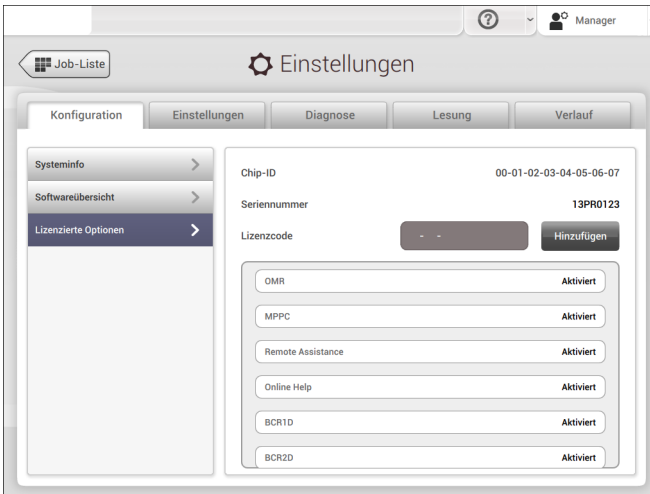 ? Manager
Job-Liste Einstellungen
Konfiguration Einstellungen Diagnose Lesung Verlauf
Systeminfo
Softwareübersicht
Lizenzierte Optionen
Chip-ID 00-01-02-03-04-05-06-07
Seriennummer 13PR0123
Lizenzcode - - Hinzufügen
OMR Aktiviert
MPPC Aktiviert
Remote Assistance Aktiviert
Online Help Aktiviert
BCR1D Aktiviert
BCR2D Aktiviert